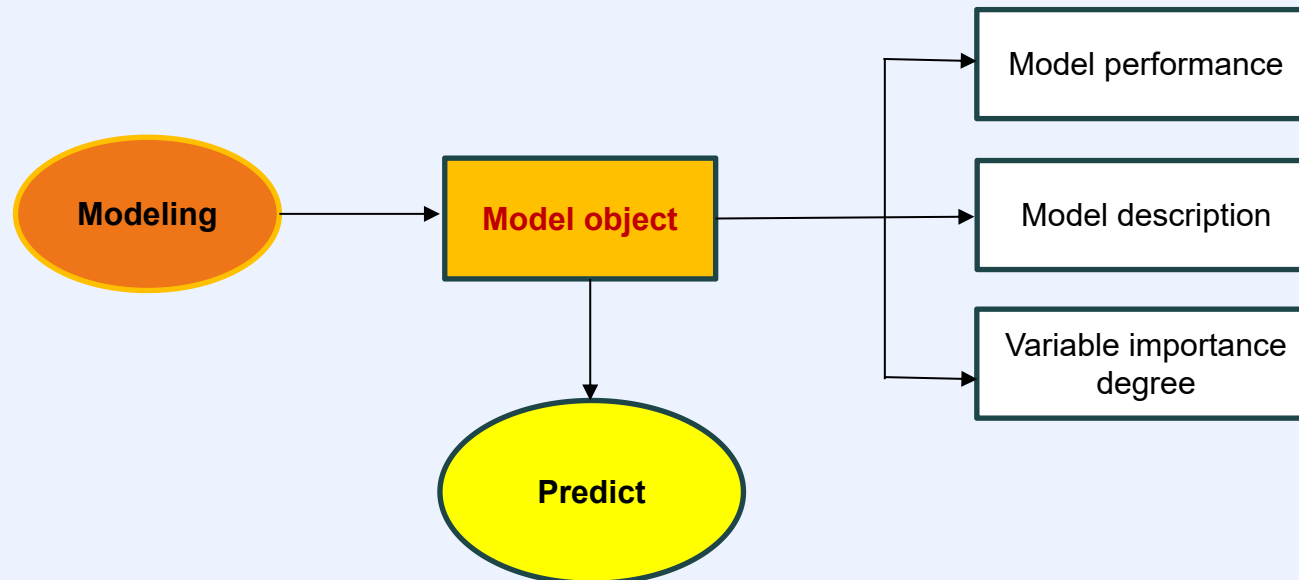 Modeling
Model object
Predict
Model performance
Model description
Variable importance
degree